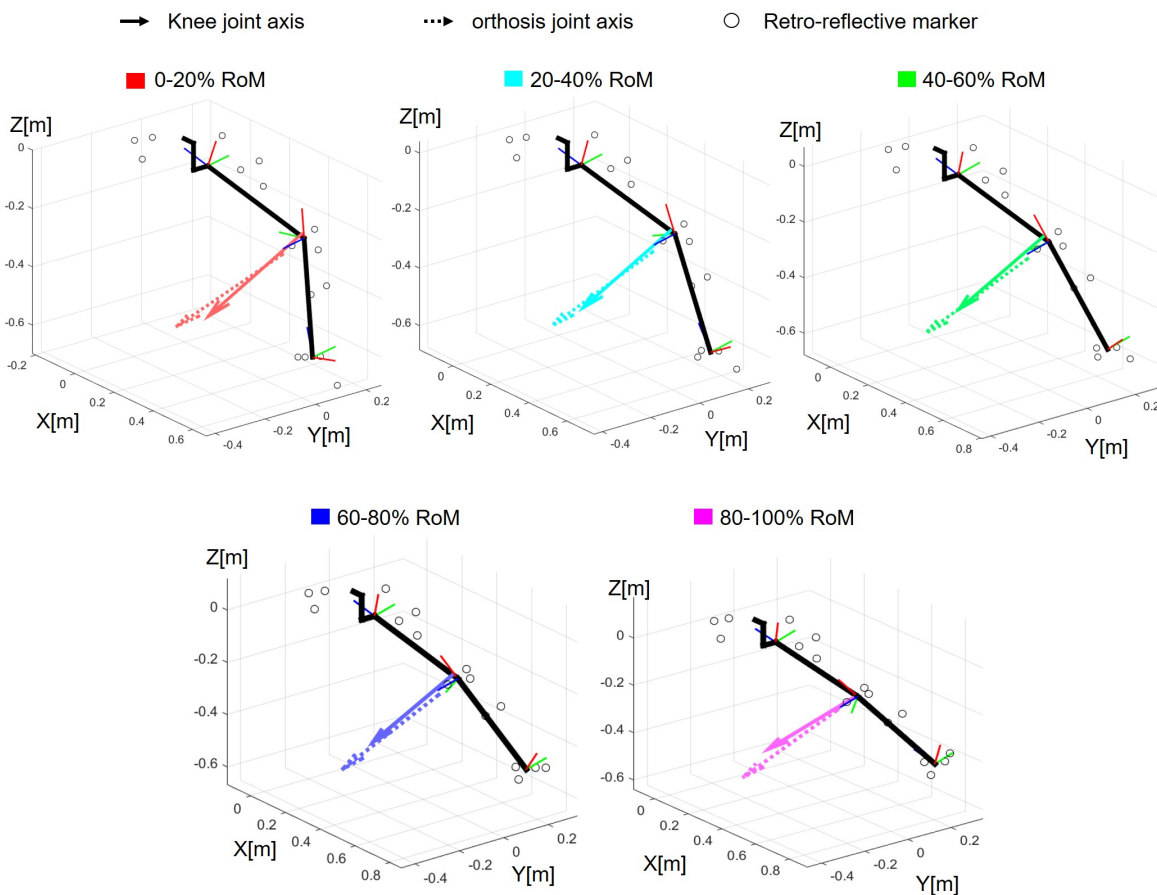 Knee joint axis orthosis joint axis Retro-reflective marker
0-20% RoM 20-40% RoM 40-60% RoM
Z[m] Z[m] Z[m]
0 0 0
-0.2 -0.2 -0.2
-0.4 -0.4 -0.4
-0.6 -0.6 -0.6
-0.2 0 0.2 0.4 0.6
X[m]
-0.4 -0.2 0 0.2
Y[m]
0 0.2 0.4 0.6
X[m]
-0.4 -0.2 0 0.2
Y[m]
0 0.2 0.4 0.6 0.8
X[m]
-0.4 -0.2 0 0.2
Y[m]
60-80% RoM 80-100% RoM
Z[m] Z[m]
0 0
-0.2 -0.2
-0.4 -0.4
-0.6 -0.6
0 0.2 0.4 0.6 0.8
X[m]
-0.4 -0.2 0 0.2
Y[m]
0 0.2 0.4 0.6 0.8
X[m]
-0.4 -0.2 0 0.2
Y[m]